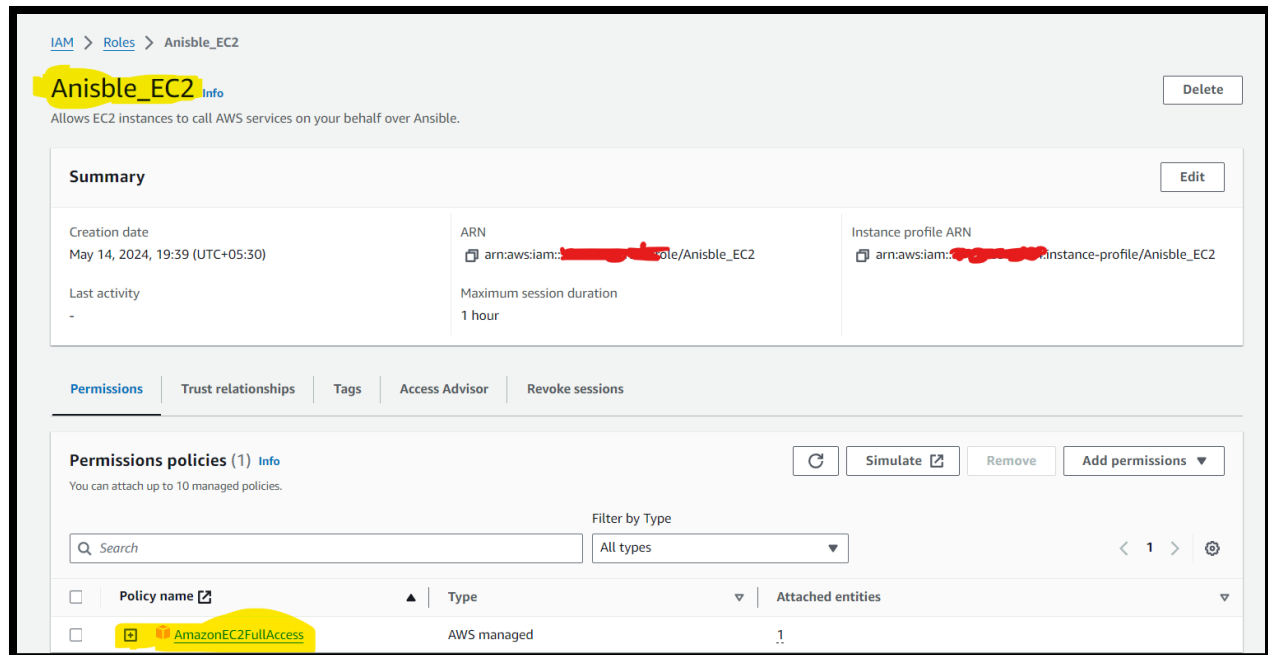 IAM > Roles > Anisble_EC2
Anisble_EC2 Info
Delete
Allows EC2 instances to call AWS services on your behalf over Ansible.
Summary
Edit
Creation date
May 14, 2024, 19:39 (UTC+05:30)
ARN
arn:aws:iam:: ole/Anisble_EC2
Instance profile ARN
arn:aws:iam: instance-profile/Anisble_EC2
Last activity
-
Maximum session duration
1 hour
Permissions
Trust relationships
Tags
Access Advisor
Revoke sessions
Permissions policies (1) Info
You can attach up to 10 managed policies.
Simulate
Remove
Add permissions
Filter by Type
Search
All types
1
Policy name
Type
Attached entities
AmazonEC2FullAccess
AWS managed
1